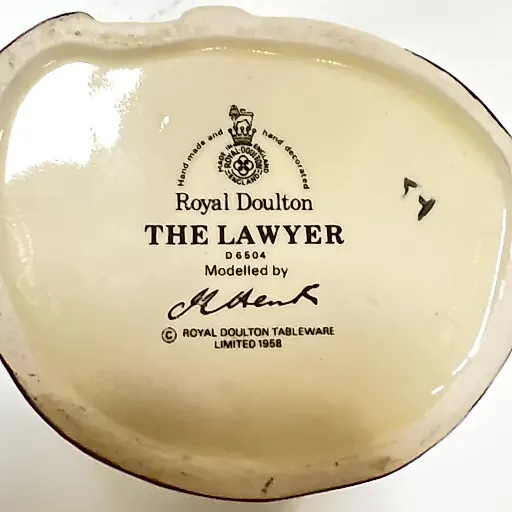 Hand made and hand decorated
MADE IN ENGLAND
ROYAL DOULTON
ENGLAND
Royal Doulton
THE LAWYER
D 6504
Modelled by
© ROYAL DOULTON TABLEWARE
LIMITED 1958